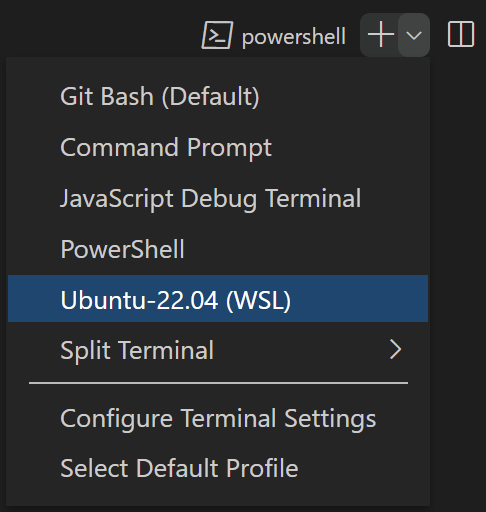 powershell
Git Bash (Default)
Command Prompt
JavaScript Debug Terminal
PowerShell
Ubuntu-22.04 (WSL)
Split Terminal
Configure Terminal Settings
Select Default Profile